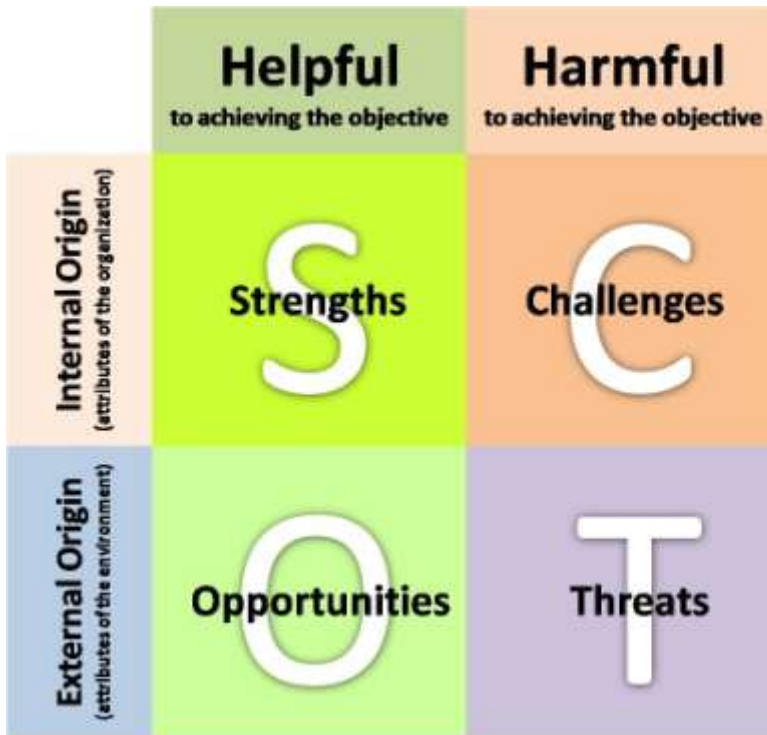 Helpful
to achieving the objective
Harmful
to achieving the objective
Internal Origin
(attributes of the organization)
S
Strengths
C
Challenges
External Origin
(attributes of the environment)
O
Opportunities
T
Threats